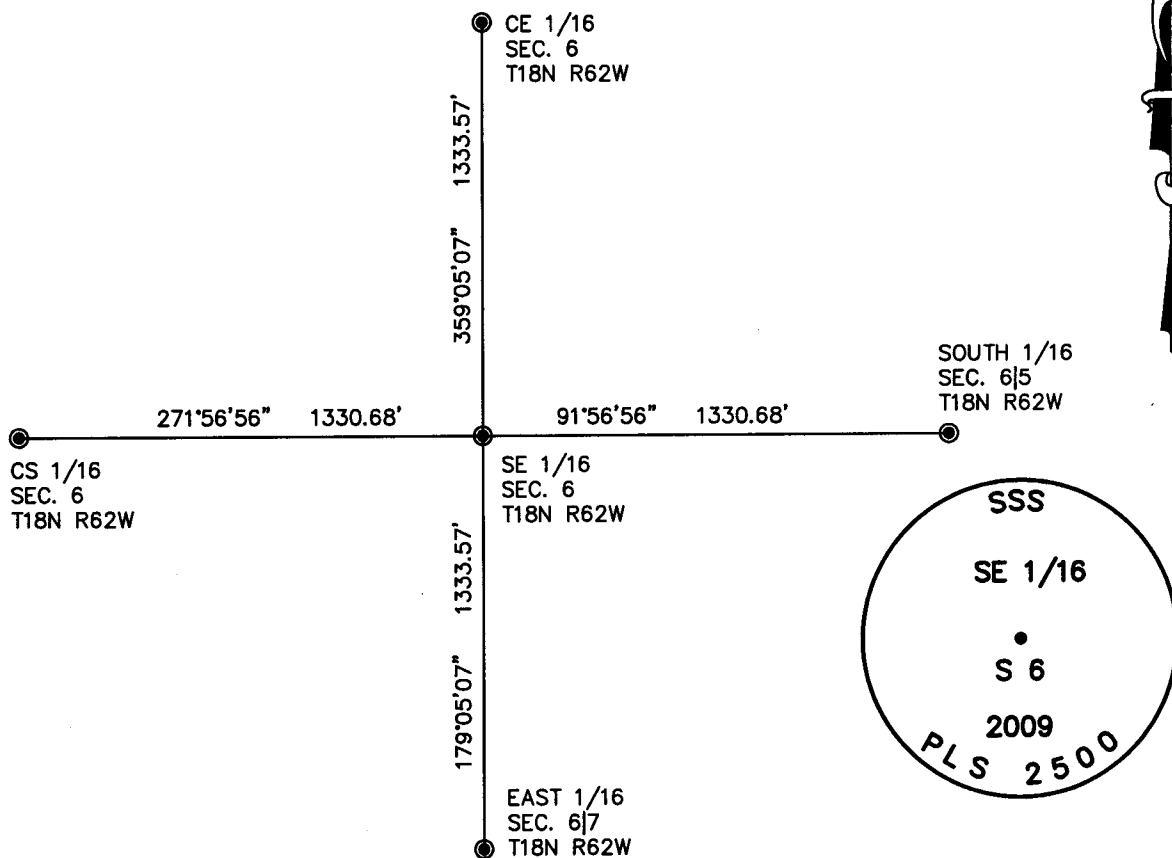 CE 1/16
SEC. 6
T18N R62W
1333.57'
359°05'07"
SOUTH 1/16
SEC. 6|5
T18N R62W
271°56'56" 1330.68'
91°56'56" 1330.68'
CS 1/16
SEC. 6
T18N R62W
SE 1/16
SEC. 6
T18N R62W
1333.57'
179°05'07"
EAST 1/16
SEC. 6|7
T18N R62W
SSS
SE 1/16
S 6
2009
PLS 2500